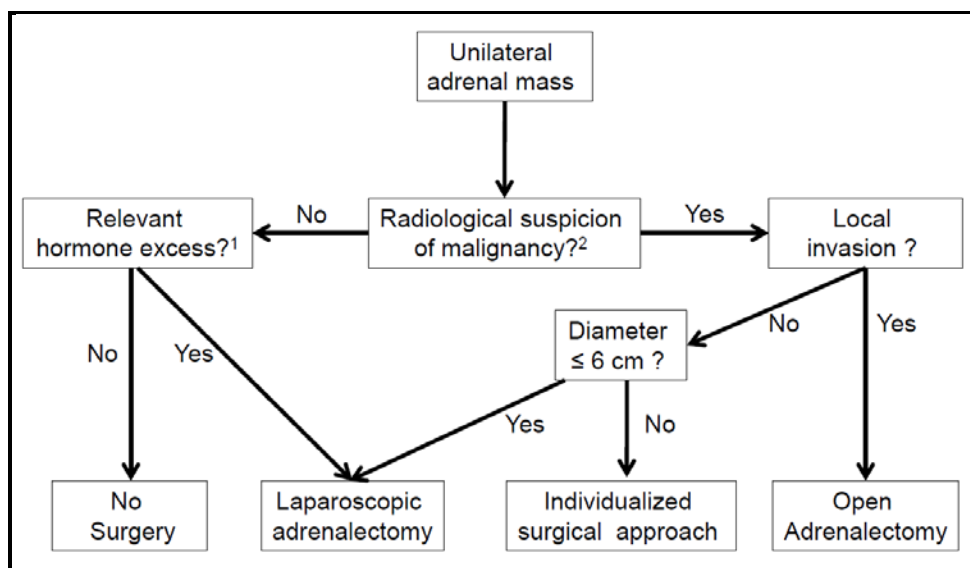 Unilateral
adrenal mass
No
Yes
Relevant
hormone excess?¹
Radiological suspicion
of malignancy?²
Local
invasion ?
Diameter
≤ 6 cm ?
No
No
Yes
Yes
Yes
No
No
Surgery
Laparoscopic
adrenalectomy
Individualized
surgical approach
Open
Adrenalectomy